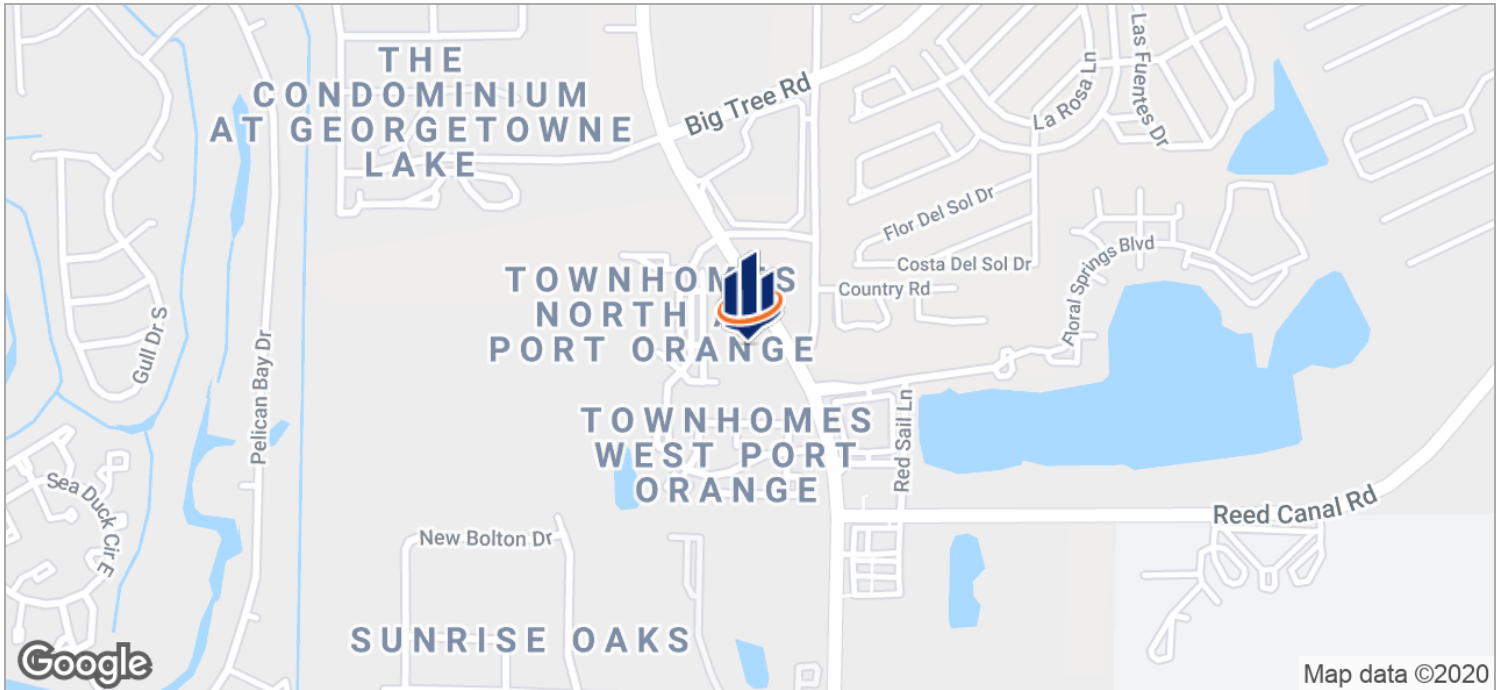 THE
CONDOMINIUM
AT GEORGETOWNE
LAKE
Big Tree Rd
La Rosa Ln
Las Fuentes Dr
Flor Del Sol Dr
Costa Del Sol Dr
Country Rd
Floral Springs Blvd
TOWNHOMES
NORTH
PORT ORANGE
Gull Dr S
Pelican Bay Dr
TOWNHOMES
WEST PORT
ORANGE
Red Sail Ln
Sea Duck Cir E
New Bolton Dr
Reed Canal Rd
SUNRISE OAKS
Google
Map data ©2020